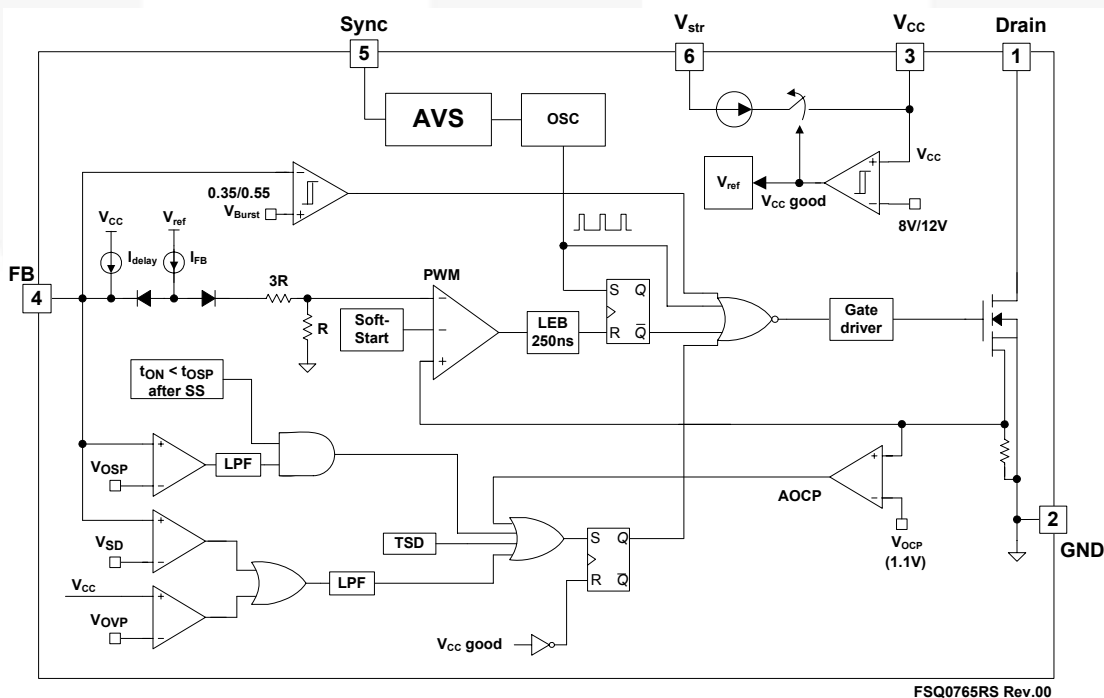 Sync
5
Vstr
6
VCC
3
Drain
1
AVS
OSC
VCC
Vref
VCC good
8V/12V
0.35/0.55
VBurst
VCC
Vref
Idelay
IFB
FB
4
3R
R
PWM
Soft-
Start
LEB
250ns
S Q
R Q
Gate
driver
tON < tOSP
after SS
VOSP
LPF
AOCP
VOCP
(1.1V)
2
GND
VSD
TSD
S Q
R Q
LPF
VCC
VOVP
VCC good
FSQ0765RS Rev.00